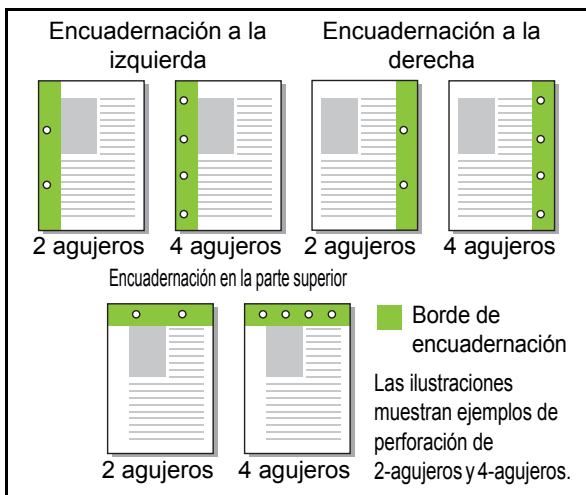 Encuadernación a la
izquierda
Encuadernación a la
derecha
2 agujeros
4 agujeros
2 agujeros
4 agujeros
Encuadernación en la parte superior
2 agujeros
4 agujeros
Borde de
encuadernación
Las ilustraciones
muestran ejemplos de
perforación de
2-agujeros y 4-agujeros.